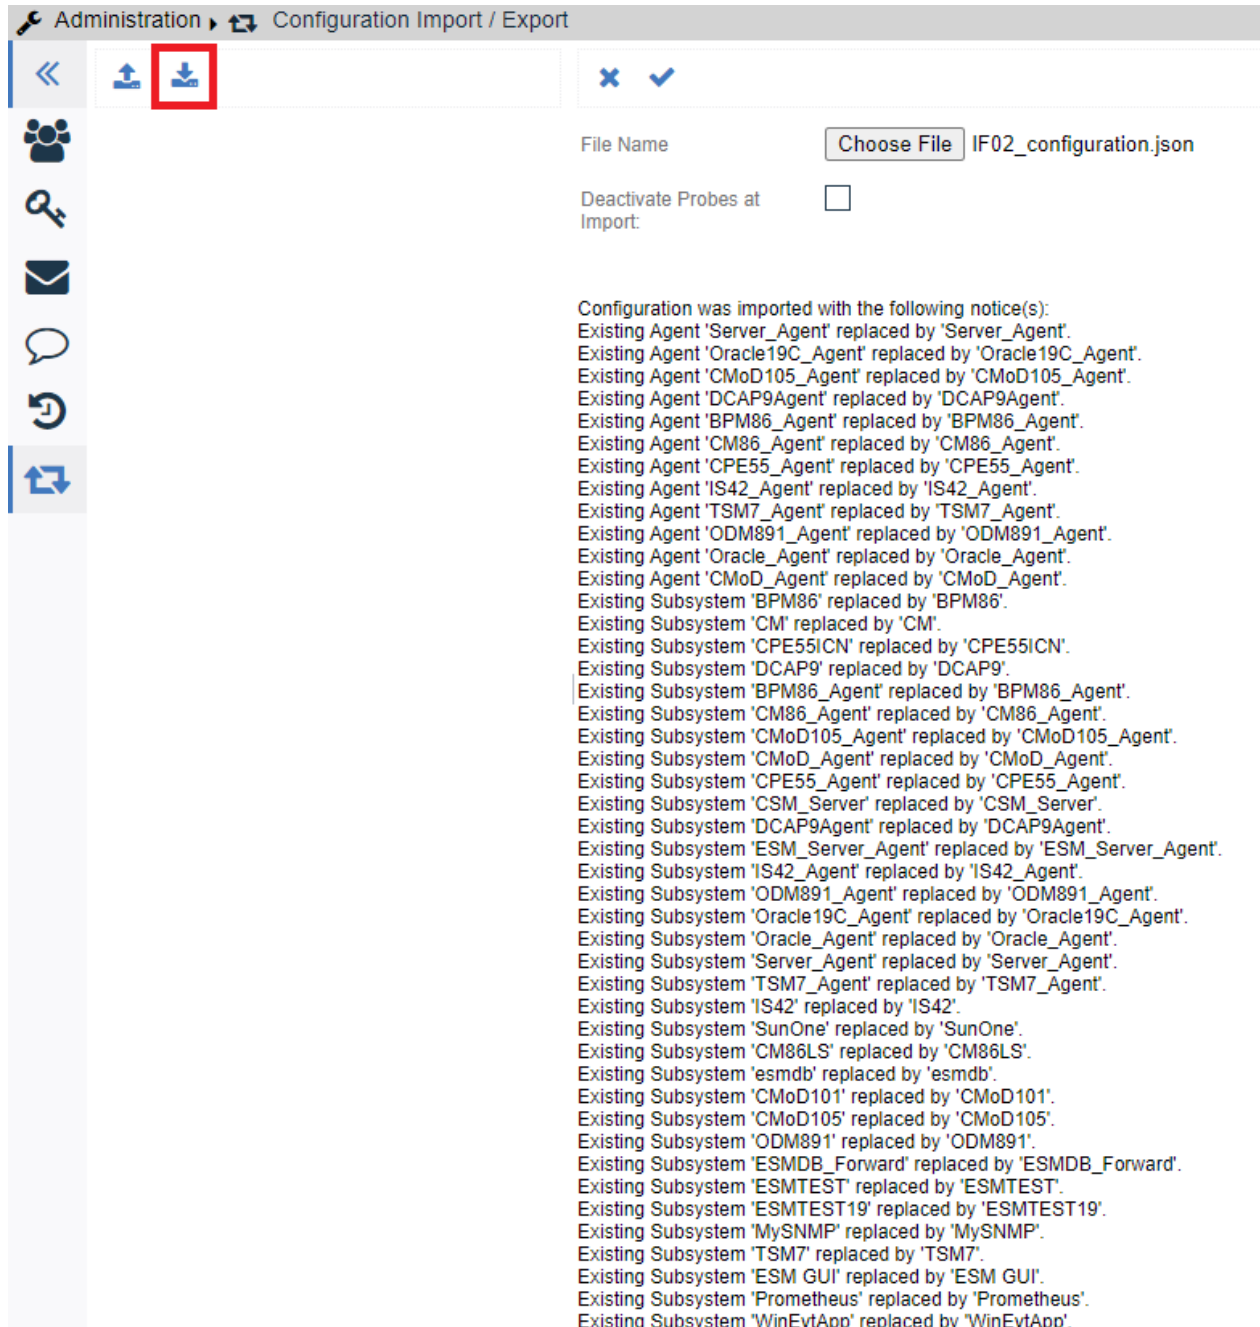 Administration Configuration Import / Export
File Name Choose File IF02_configuration.json
Deactivate Probes at
Import:
Configuration was imported with the following notice(s):
Existing Agent 'Server_Agent' replaced by 'Server_Agent'.
Existing Agent 'Oracle19C_Agent' replaced by 'Oracle19C_Agent'.
Existing Agent 'CMoD105_Agent' replaced by 'CMoD105_Agent'.
Existing Agent 'DCAP9Agent' replaced by 'DCAP9Agent'.
Existing Agent 'BPM86_Agent' replaced by 'BPM86_Agent'.
Existing Agent 'CM86_Agent' replaced by 'CM86_Agent'.
Existing Agent 'CPE55_Agent' replaced by 'CPE55_Agent'.
Existing Agent 'IS42_Agent' replaced by 'IS42_Agent'.
Existing Agent 'TSM7_Agent' replaced by 'TSM7_Agent'.
Existing Agent 'ODM891_Agent' replaced by 'ODM891_Agent'.
Existing Agent 'Oracle_Agent' replaced by 'Oracle_Agent'.
Existing Agent 'CMoD_Agent' replaced by 'CMoD_Agent'.
Existing Subsystem 'BPM86' replaced by 'BPM86'.
Existing Subsystem 'CM' replaced by 'CM'.
Existing Subsystem 'CPE55ICN' replaced by 'CPE55ICN'.
Existing Subsystem 'DCAP9' replaced by 'DCAP9'.
Existing Subsystem 'BPM86_Agent' replaced by 'BPM86_Agent'.
Existing Subsystem 'CM86_Agent' replaced by 'CM86_Agent'.
Existing Subsystem 'CMoD105_Agent' replaced by 'CMoD105_Agent'.
Existing Subsystem 'CMoD_Agent' replaced by 'CMoD_Agent'.
Existing Subsystem 'CPE55_Agent' replaced by 'CPE55_Agent'.
Existing Subsystem 'CSM_Server' replaced by 'CSM_Server'.
Existing Subsystem 'DCAP9Agent' replaced by 'DCAP9Agent'.
Existing Subsystem 'ESM_Server_Agent' replaced by 'ESM_Server_Agent'.
Existing Subsystem 'IS42_Agent' replaced by 'IS42_Agent'.
Existing Subsystem 'ODM891_Agent' replaced by 'ODM891_Agent'.
Existing Subsystem 'Oracle19C_Agent' replaced by 'Oracle19C_Agent'.
Existing Subsystem 'Oracle_Agent' replaced by 'Oracle_Agent'.
Existing Subsystem 'Server_Agent' replaced by 'Server_Agent'.
Existing Subsystem 'TSM7_Agent' replaced by 'TSM7_Agent'.
Existing Subsystem 'IS42' replaced by 'IS42'.
Existing Subsystem 'SunOne' replaced by 'SunOne'.
Existing Subsystem 'CM86LS' replaced by 'CM86LS'.
Existing Subsystem 'esmdb' replaced by 'esmdb'.
Existing Subsystem 'CMoD101' replaced by 'CMoD101'.
Existing Subsystem 'CMoD105' replaced by 'CMoD105'.
Existing Subsystem 'ODM891' replaced by 'ODM891'.
Existing Subsystem 'ESMDB_Forward' replaced by 'ESMDB_Forward'.
Existing Subsystem 'ESMTEST' replaced by 'ESMTEST'.
Existing Subsystem 'ESMTEST19' replaced by 'ESMTEST19'.
Existing Subsystem 'MySNMP' replaced by 'MySNMP'.
Existing Subsystem 'TSM7' replaced by 'TSM7'.
Existing Subsystem 'ESM GUI' replaced by 'ESM GUI'.
Existing Subsystem 'Prometheus' replaced by 'Prometheus'.
Existing Subsystem 'WinEvtApp' replaced by 'WinEvtApp'.